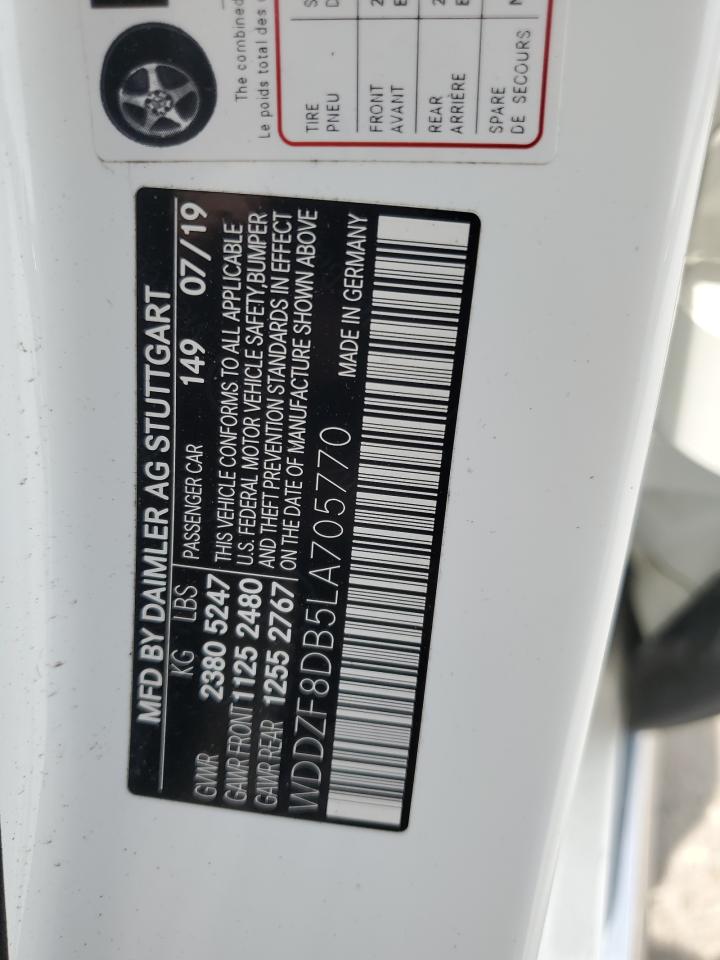 The combined
Le poids total des
TIRE
PNEU
FRONT
AVANT
REAR
ARRIÈRE
SPARE
DE SECOURS
MFD BY DAIMLER AG STUTTGART
KG LBS PASSENGER CAR 149 07/19
GVWR 2380 5247
GAWR FRONT 1125 2480
GAWR REAR 1255 2767
THIS VEHICLE CONFORMS TO ALL APPLICABLE
U.S. FEDERAL MOTOR VEHICLE SAFETY,BUMPER
AND THEFT PREVENTION STANDARDS IN EFFECT
ON THE DATE OF MANUFACTURE SHOWN ABOVE
WDDZF8DB5LA705770 MADE IN GERMANY